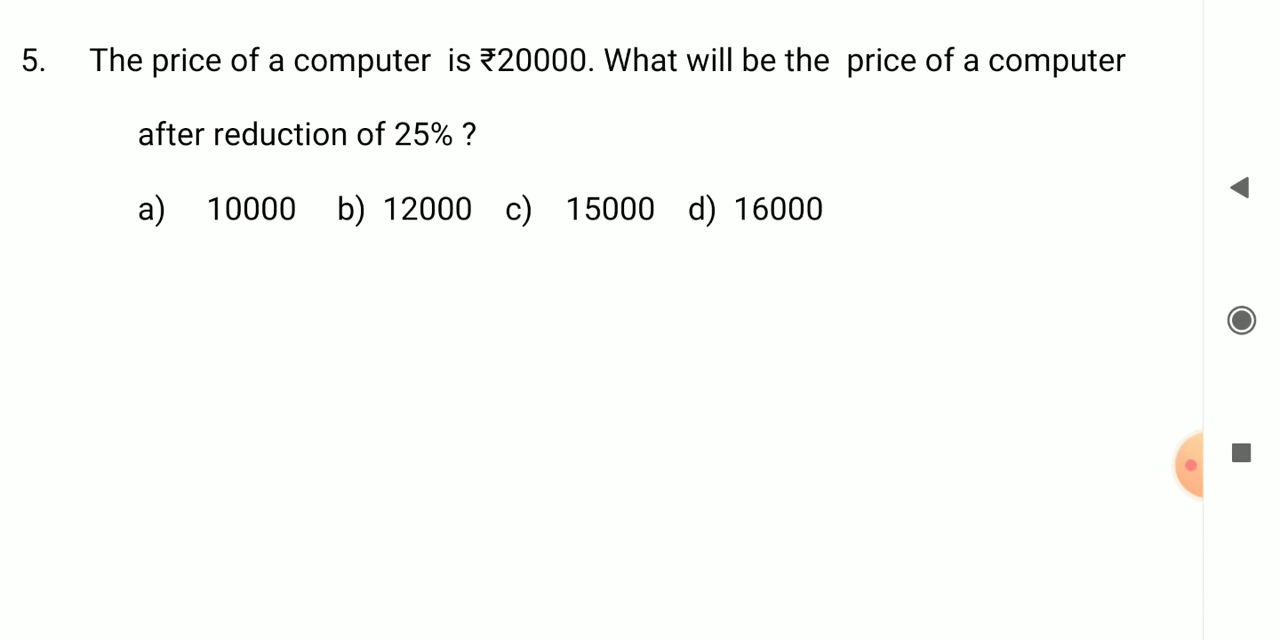 5. The price of a computer is ₹20000. What will be the price of a computer
after reduction of 25% ?
a) 10000 b) 12000 c) 15000 d) 16000